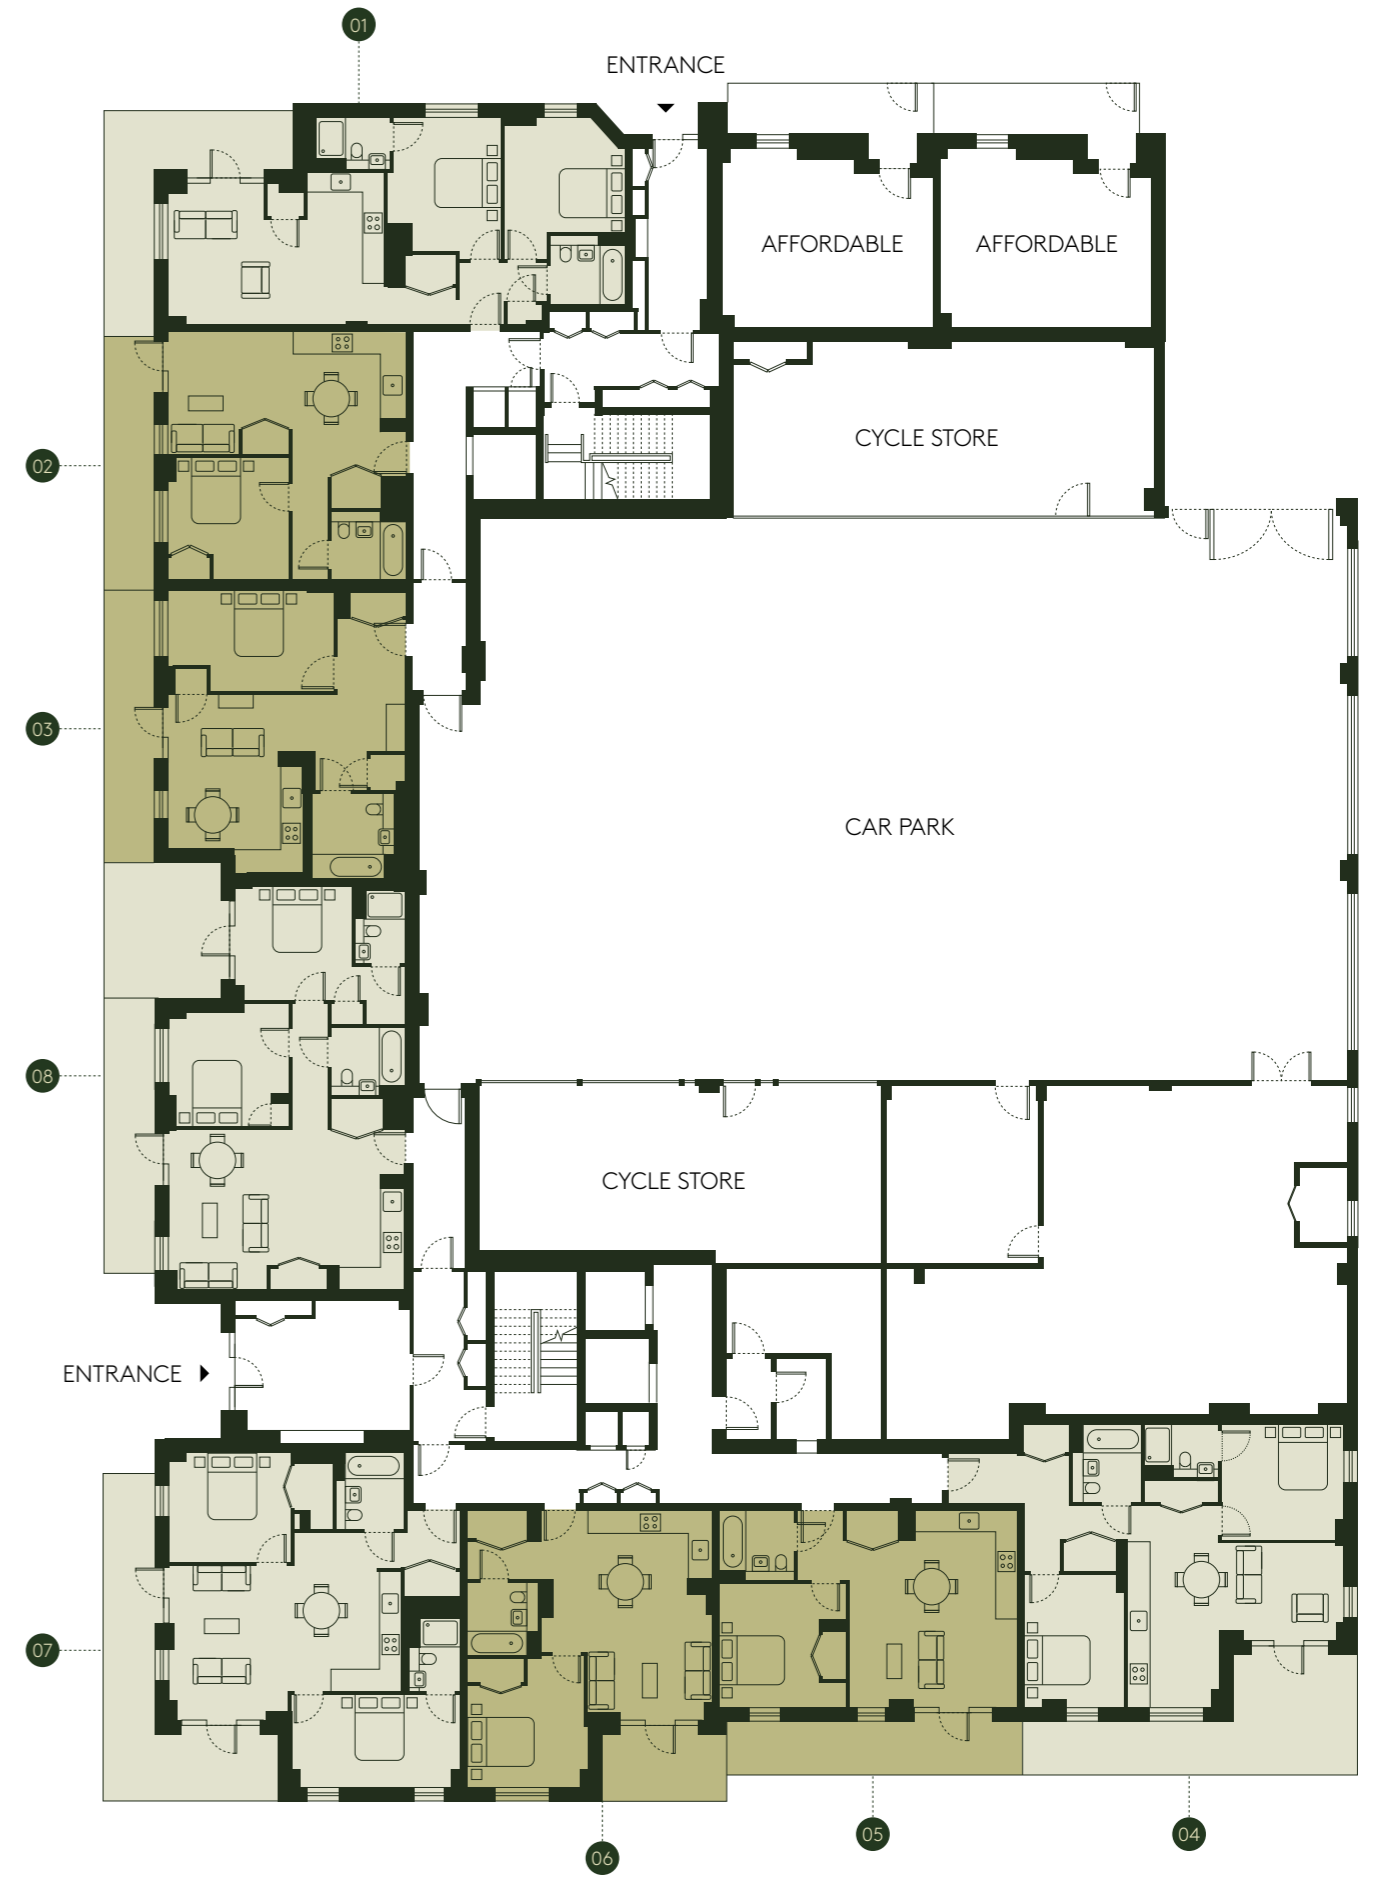 01
ENTRANCE
AFFORDABLE
AFFORDABLE
CYCLE STORE
02
03
CAR PARK
08
CYCLE STORE
ENTRANCE
07
05
04
06